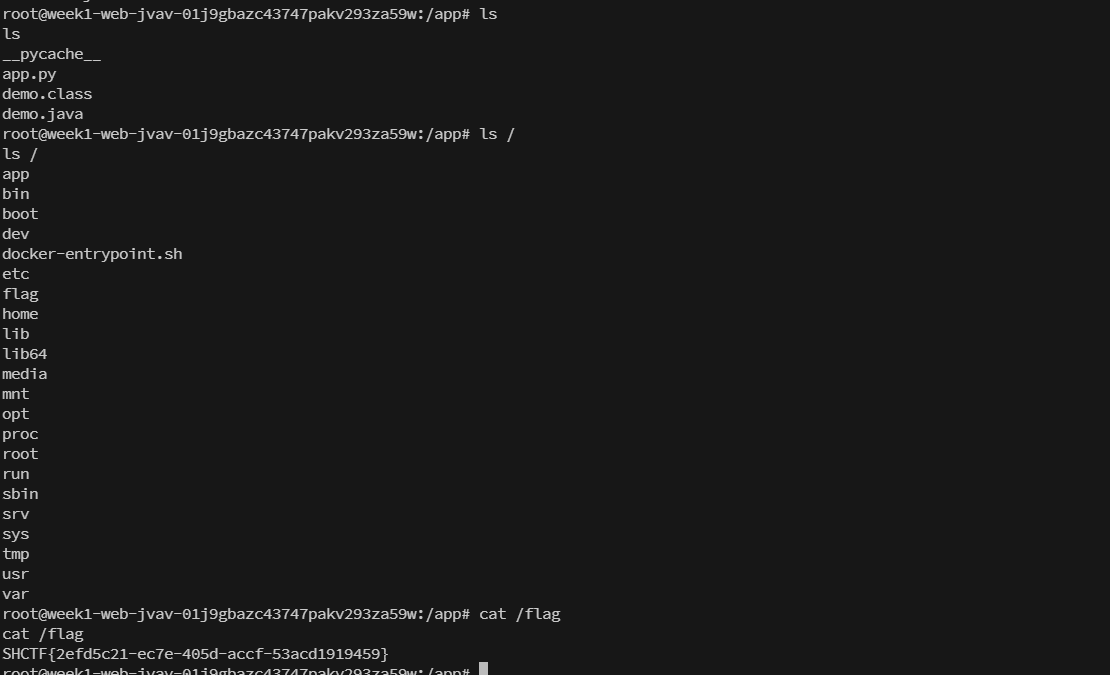 root@week1-web-jvav-01j9gbazc43747pakv293za59w:/app# ls
ls
__pycache__
app.py
demo.class
demo.java
root@week1-web-jvav-01j9gbazc43747pakv293za59w:/app# ls /
ls /
app
bin
boot
dev
docker-entrypoint.sh
etc
flag
home
lib
lib64
media
mnt
opt
proc
root
run
sbin
srv
sys
tmp
usr
var
root@week1-web-jvav-01j9gbazc43747pakv293za59w:/app# cat /flag
cat /flag
SHCTF{2efd5c21-ec7e-405d-accf-53acd1919459}
root@week1-web-jvav-01j9gbazc43747pakv293za59w:/app#